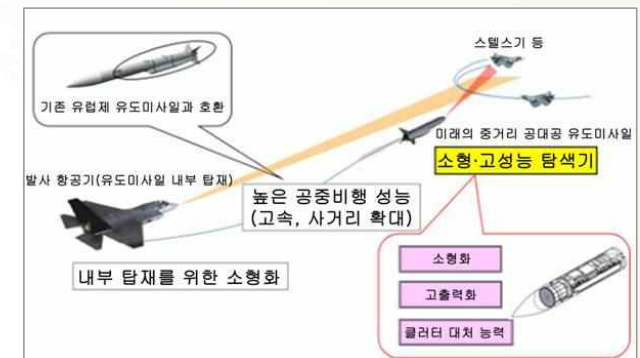 스텔스기 등
기존 유럽제 유도미사일과 호환
미래의 중거리 공대공 유도미사일
소형·고성능 탐색기
발사 항공기(유도미사일 내부 탑재)
높은 공중비행 성능
(고속, 사거리 확대)
내부 탑재를 위한 소형화
소형화
고출력화
클러터 대처 능력